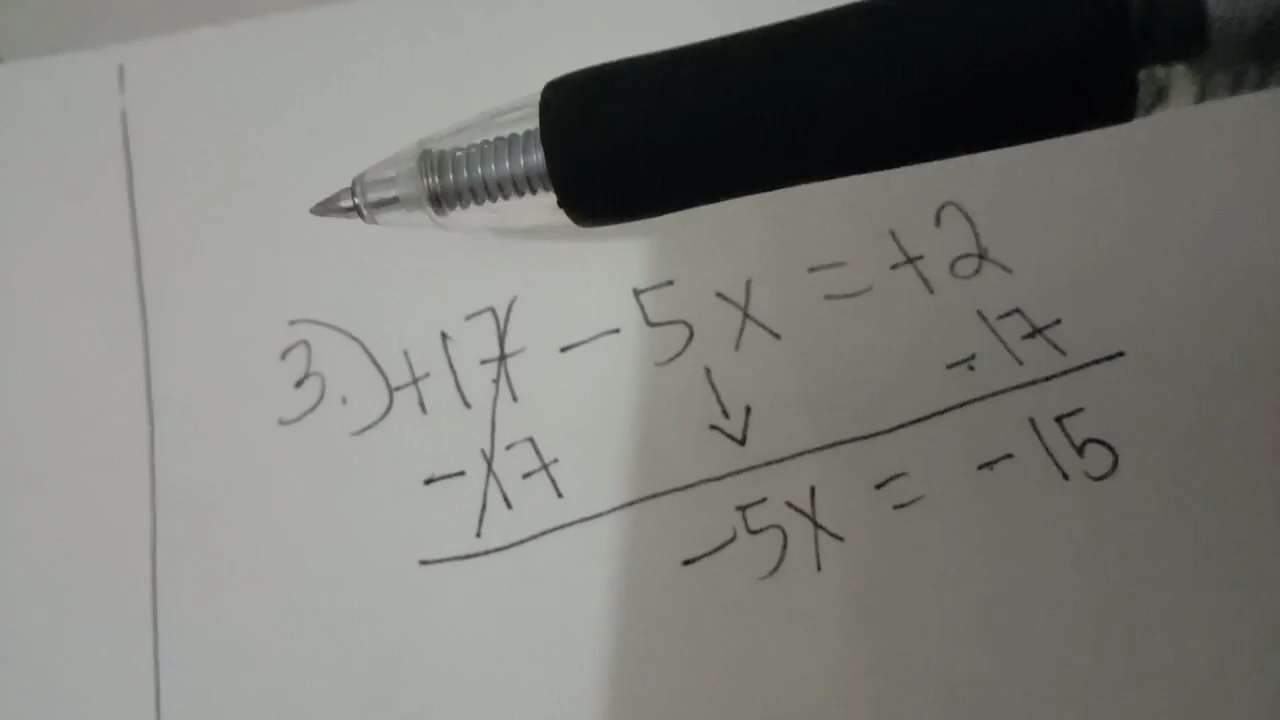 3.) +17 - 5x = +2
-17 -17
-5x = -15